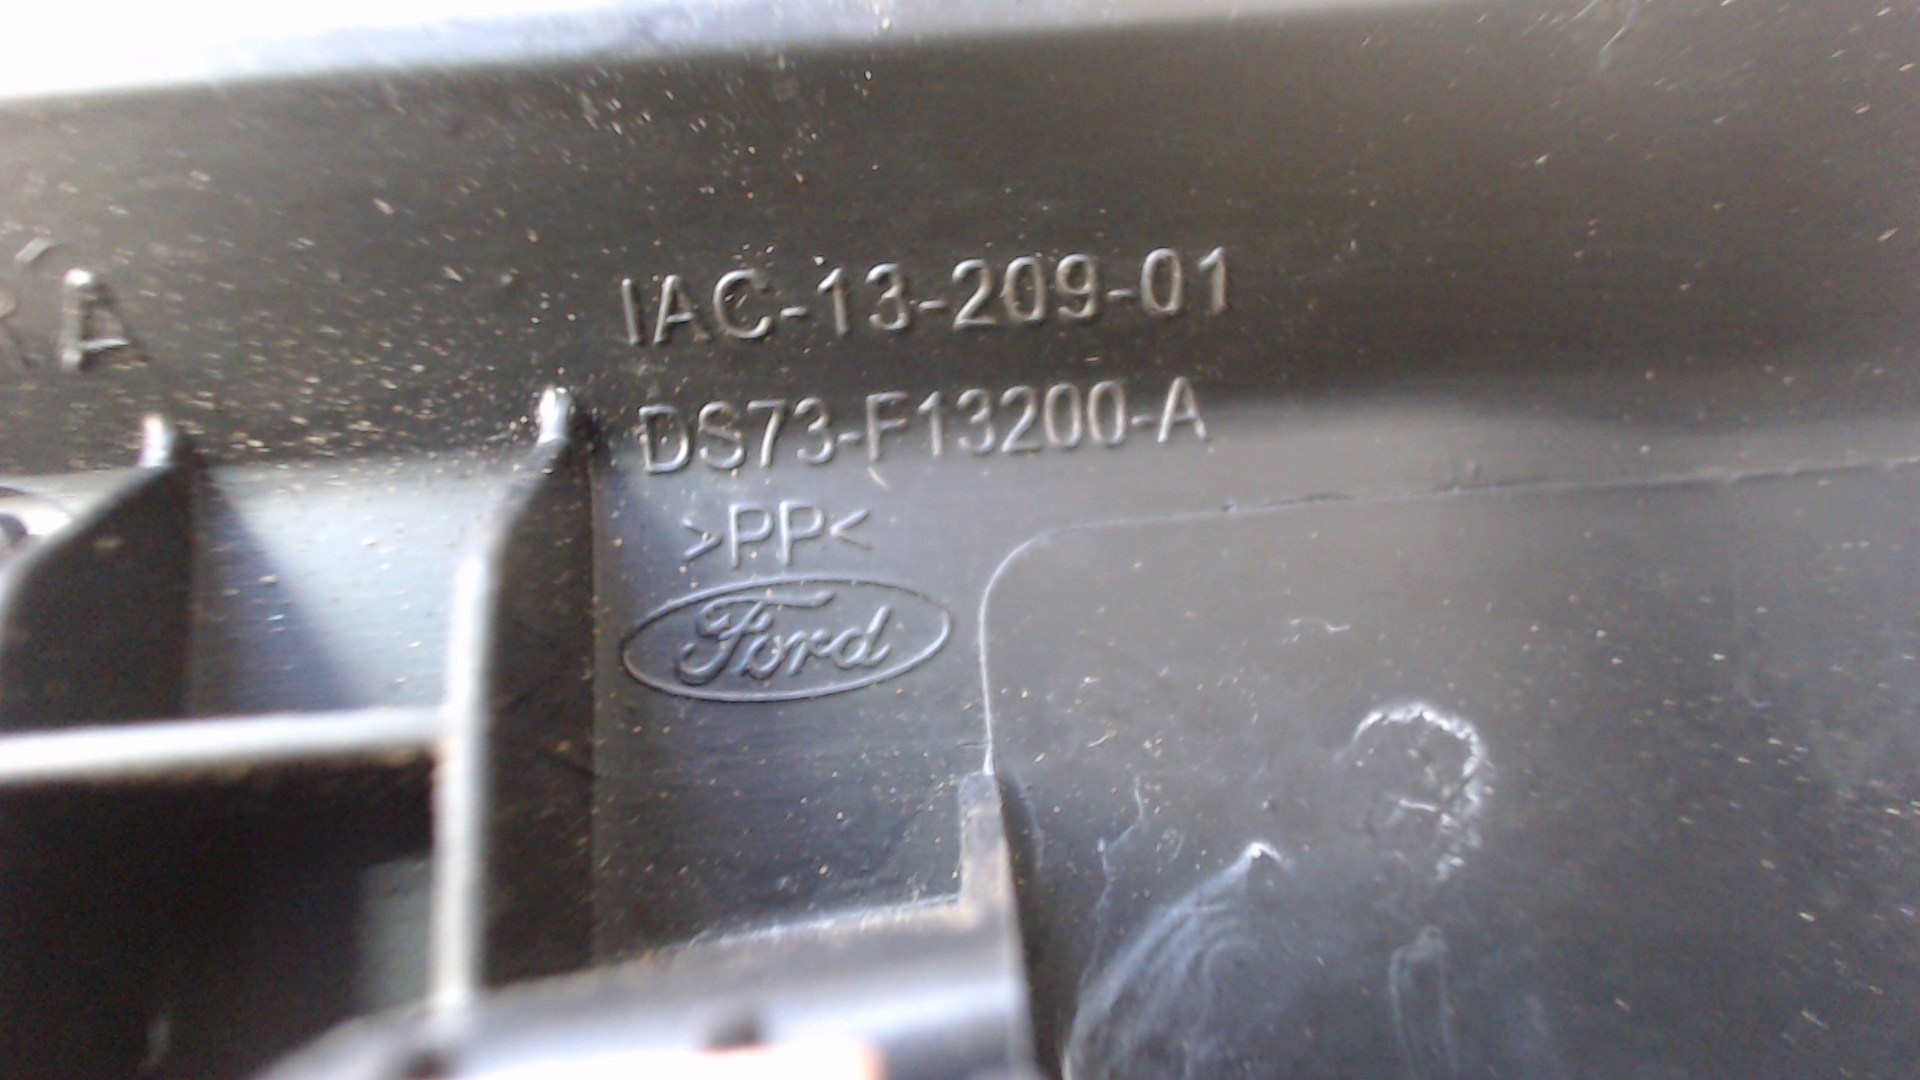 IAC-13-209-01
DS73-F13200-A
>PP<
Ford